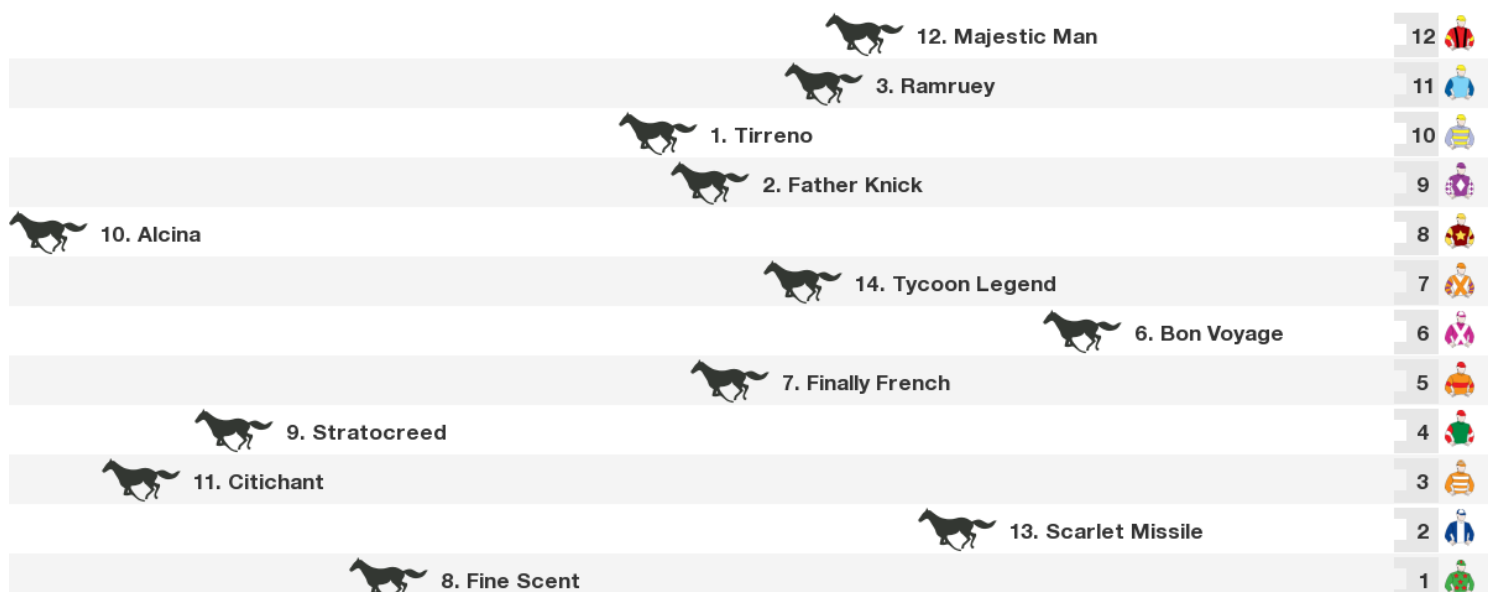 12. Majestic Man 12
3. Ramruey 11
1. Tirreno 10
2. Father Knick 9
10. Alcina 8
14. Tycoon Legend 7
6. Bon Voyage 6
7. Finally French 5
9. Stratocreed 4
11. Citichant 3
13. Scarlet Missile 2
8. Fine Scent 1